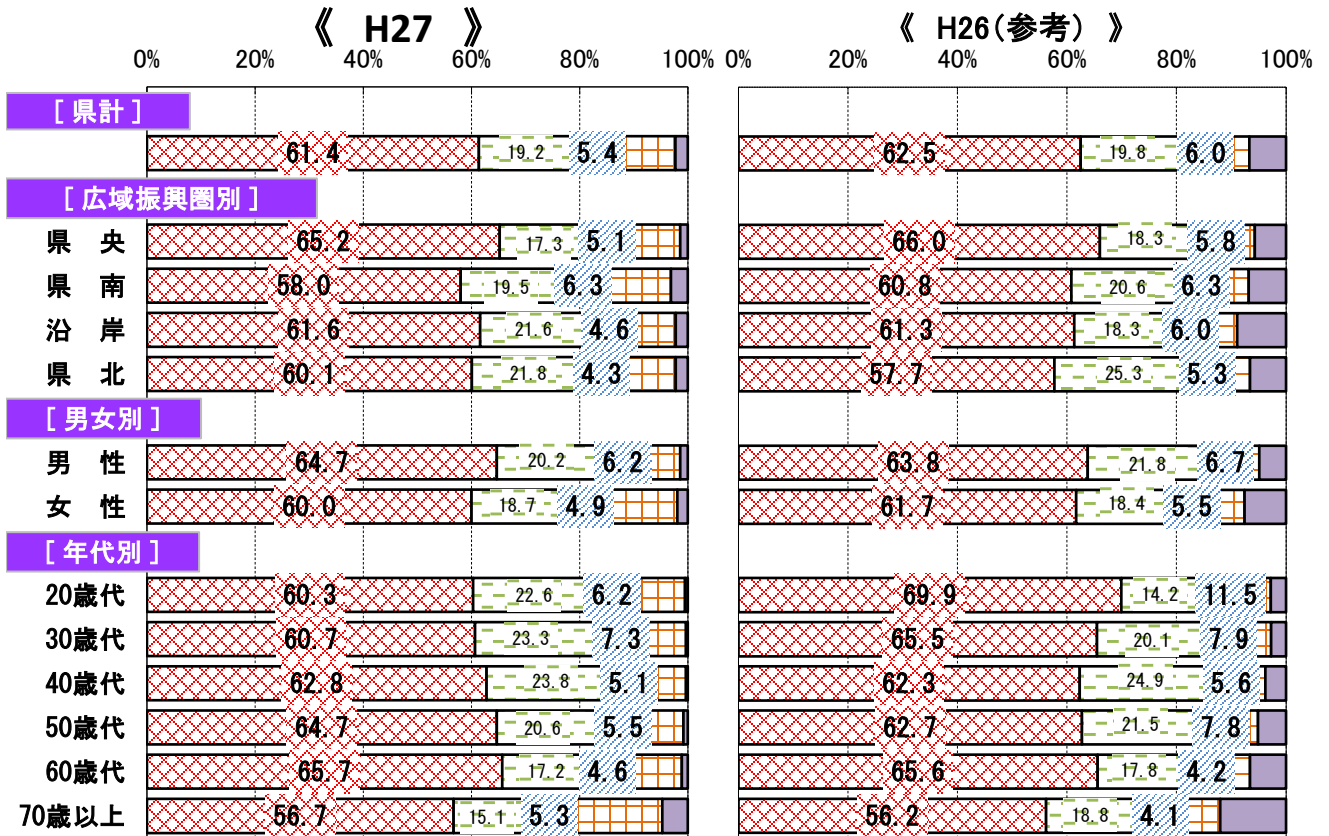 《 H27 》 《 H26(参考) 》
0% 20% 40% 60% 80% 100% 0% 20% 40% 60% 80% 100%
[ 県計 ]
61.4 19.2 5.4 62.5 19.8 6.0
[ 広域振興圏別 ]
県 央 65.2 17.3 5.1 66.0 18.3 5.8
県 南 58.0 19.5 6.3 60.8 20.6 6.3
沿 岸 61.6 21.6 4.6 61.3 18.3 6.0
県 北 60.1 21.8 4.3 57.7 25.3 5.3
[ 男女別 ]
男 性 64.7 20.2 6.2 63.8 21.8 6.7
女 性 60.0 18.7 4.9 61.7 18.4 5.5
[ 年代別 ]
20歳代 60.3 22.6 6.2 69.9 14.2 11.5
30歳代 60.7 23.3 7.3 65.5 20.1 7.9
40歳代 62.8 23.8 5.1 62.3 24.9 5.6
50歳代 64.7 20.6 5.5 62.7 21.5 7.8
60歳代 65.7 17.2 4.6 65.6 17.8 4.2
70歳以上 56.7 15.1 5.3 56.2 18.8 4.1